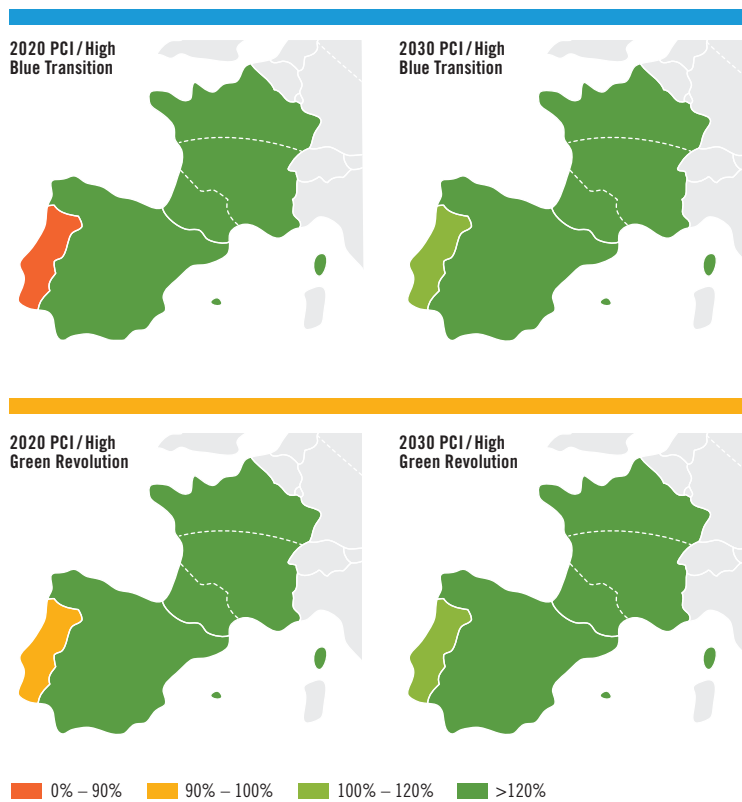 2020 PCI / High
Blue Transition
2030 PCI / High
Blue Transition
2020 PCI / High
Green Revolution
2030 PCI / High
Green Revolution
0% – 90% 90% – 100% 100% – 120% >120%